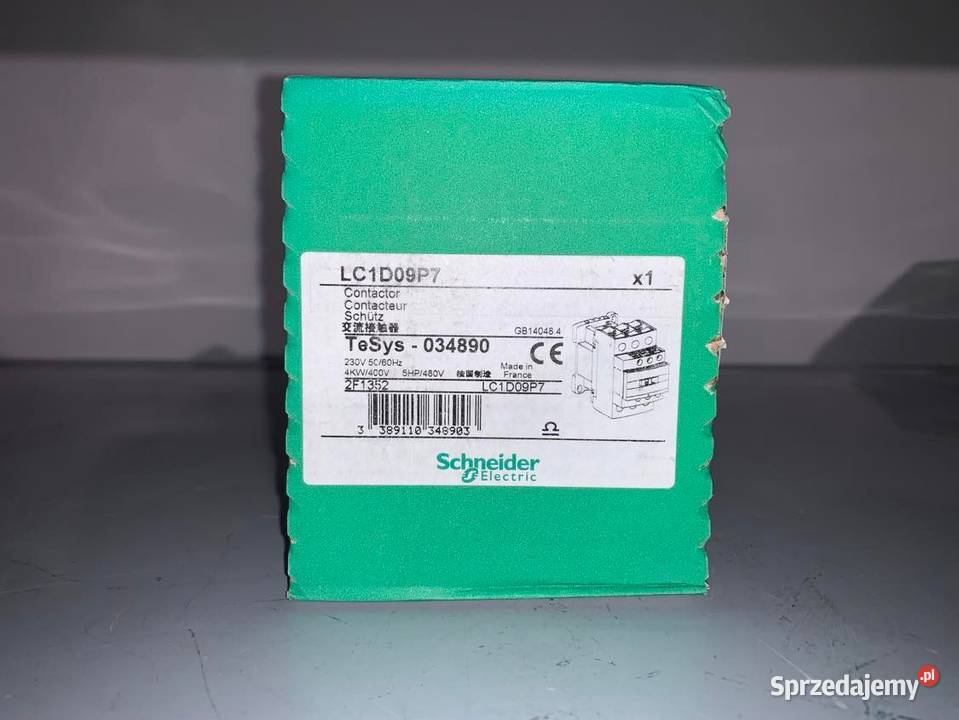 LC1D09P7 x1
Contactor
Contacteur
Schütz
交流接触器 GB14048.4
TeSys - 034890 CE
230V 50/60Hz
4KW/400V 5HP/480V 法国制造 Made in France
2F1352 LC1D09P7
3 389110 348903
Schneider
Electric
Sprzedajemy.pl